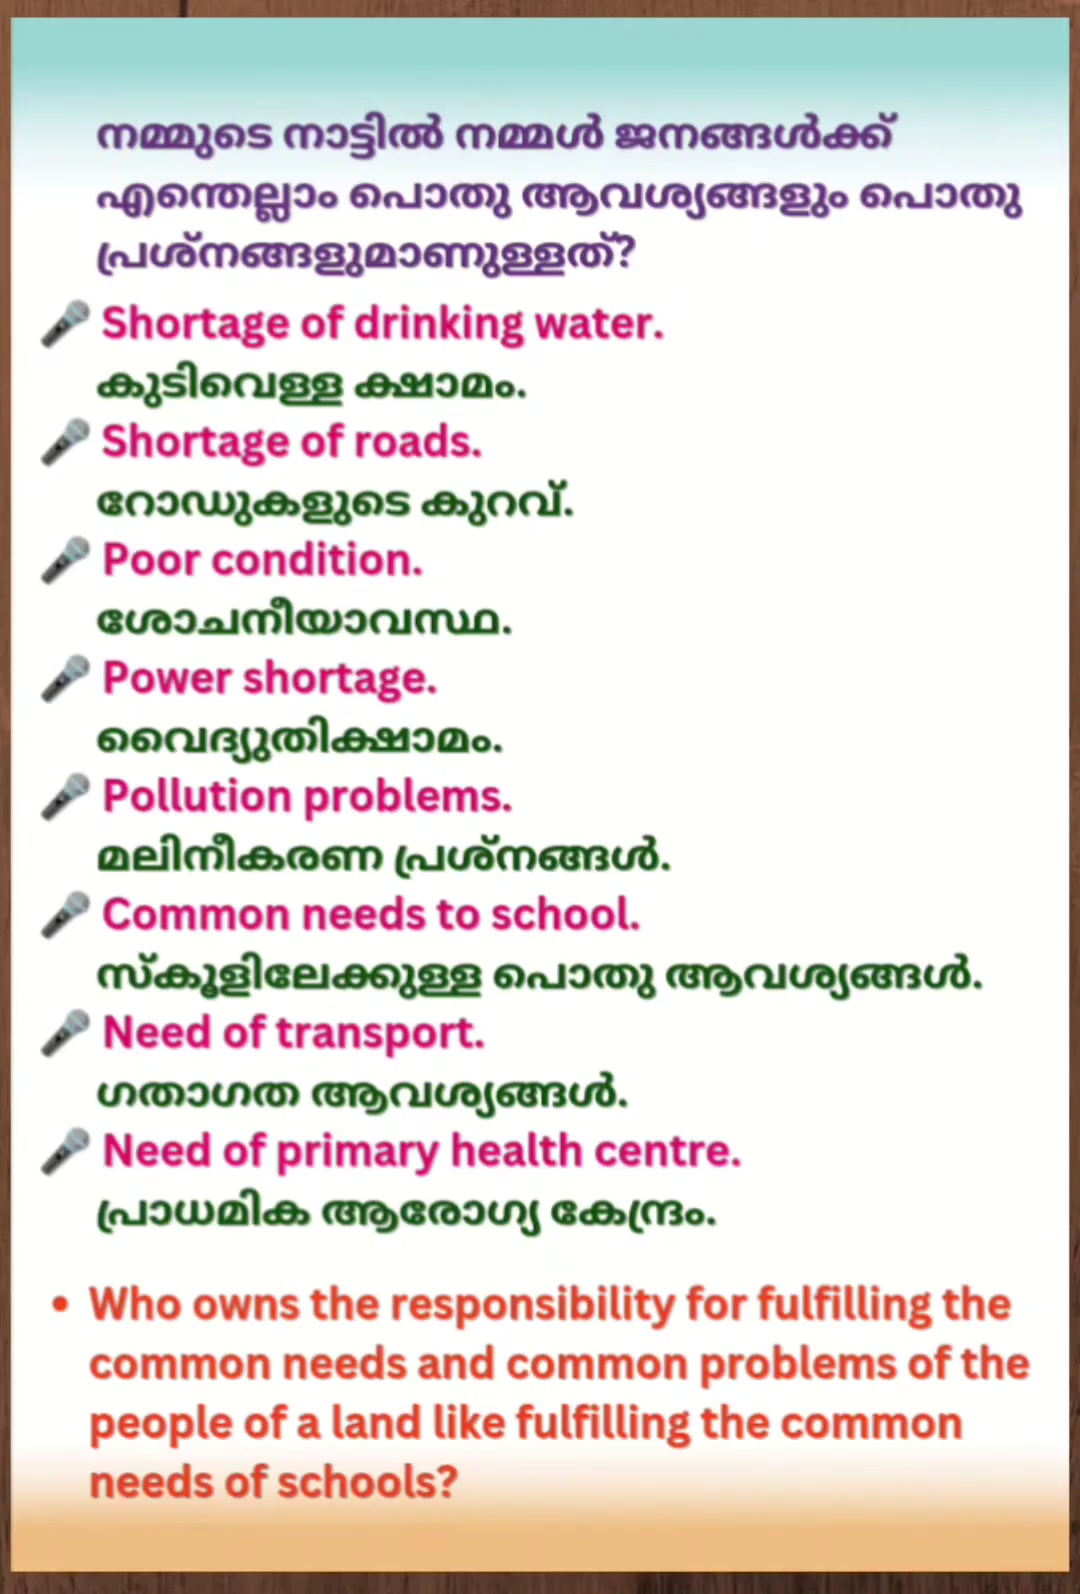 നമ്മുടെ നാട്ടിൽ നമ്മൾ ജനങ്ങൾക്ക്
എന്തെല്ലാം പൊതു ആവശ്യങ്ങളും പൊതു
പ്രശ്നങ്ങളുമാണുള്ളത്?
Shortage of drinking water.
കുടിവെള്ള ക്ഷാമം.
Shortage of roads.
റോഡുകളുടെ കുറവ്.
Poor condition.
ശോചനീയാവസ്ഥ.
Power shortage.
വൈദ്യുതിക്ഷാമം.
Pollution problems.
മലിനീകരണ പ്രശ്നങ്ങൾ.
Common needs to school.
സ്കൂളിലേക്കുള്ള പൊതു ആവശ്യങ്ങൾ.
Need of transport.
ഗതാഗത ആവശ്യങ്ങൾ.
Need of primary health centre.
പ്രാധമിക ആരോഗ്യ കേന്ദ്രം.
• Who owns the responsibility for fulfilling the
common needs and common problems of the
people of a land like fulfilling the common
needs of schools?